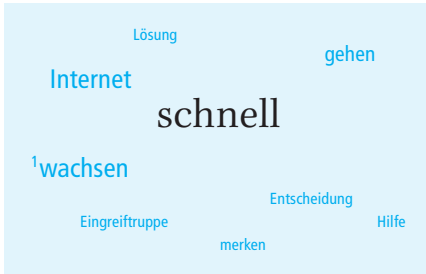 Lösung
gehen
Internet
schnell
¹wachsen
Entscheidung
Eingreiftruppe
Hilfe
merken